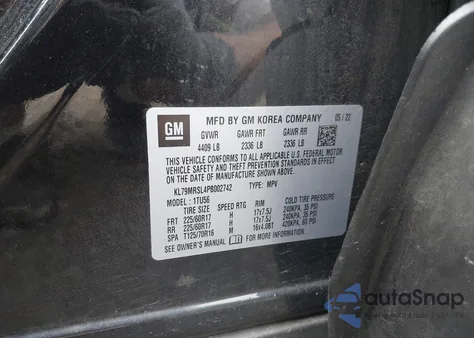 GM MFD BY GM KOREA COMPANY 05 / 22
GVWR GAWR FRT GAWR RR
4409 LB 2336 LB 2336 LB
THIS VEHICLE CONFORMS TO ALL APPLICABLE U.S. FEDERAL MOTOR
VEHICLE SAFETY AND THEFT PREVENTION STANDARDS IN EFFECT ON
THE DATE OF MANUFACTURE SHOWN ABOVE.
KL79MRSL4PB002742 TYPE: MPV
MODEL: 1TU56
TIRE SIZE SPEED RTG RIM COLD TIRE PRESSURE
FRT 225/60R17 H 17x7.5J 240KPA, 35 PSI
RR 225/60R17 H 17x7.5J 240KPA, 35 PSI
SPA T125/70R16 M 16x4.0BT 420KPA, 60 PSI
SEE OWNER'S MANUAL FOR ADDITIONAL INFORMATION
autoSnap